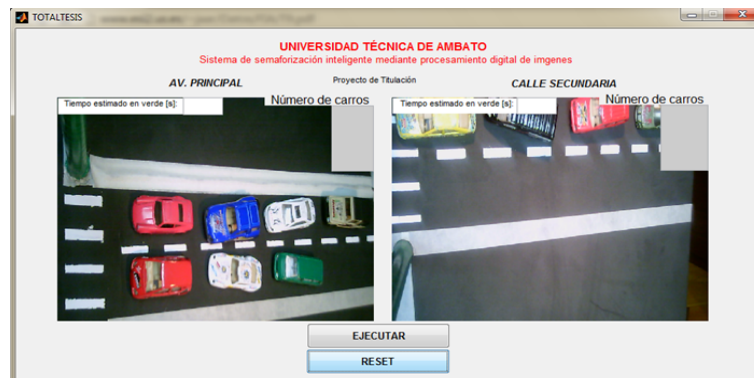 TOTALTESIS
UNIVERSIDAD TÉCNICA DE AMBATO
Sistema de semaforización inteligente mediante procesamiento digital de imgenes
Proyecto de Titulación
AV. PRINCIPAL
CALLE SECUNDARIA
Tiempo estimado en verde [s]:
Número de carros
Tiempo estimado en verde [s]:
Número de carros
EJECUTAR
RESET